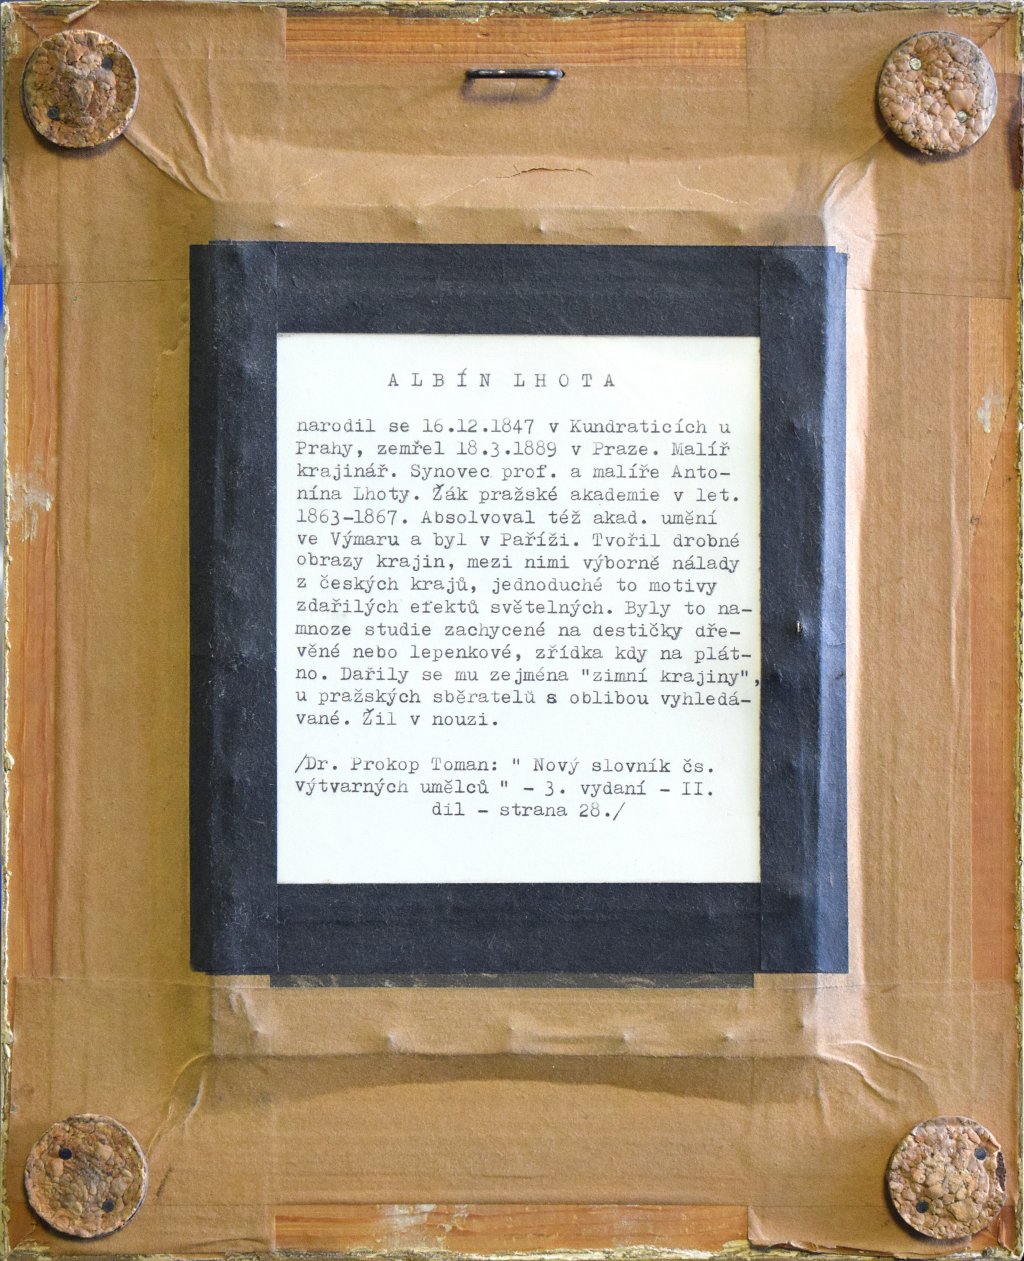 ALBÍN LHOTA
narodil se 16.12.1847 v Kundraticích u
Prahy, zemřel 18.3.1889 v Praze. Malíř
krajinář. Synovec prof. a malíře Anto-
nína Lhoty. Žák pražské akademie v let.
1863-1867. Absolvoval též akad. umění
ve Výmaru a byl v Paříži. Tvořil drobné
obrazy krajin, mezi nimi výborně nálady
z českých krajů, jednoduché to motivy
zdařilých efektů světelných. Byly to na-
mnoze studie zachycené na destičky dře-
věné nebo lepenkové, zřídka kdy na plát-
no. Dařily se mu zejména "zimní krajiny",
u pražských sběratelů s oblibou vyhledá-
vané. Žil v nouzi.
/Dr. Prokop Toman: " Nový slovník čs.
výtvarných umělců " - 3. vydaní - II.
díl - strana 28./